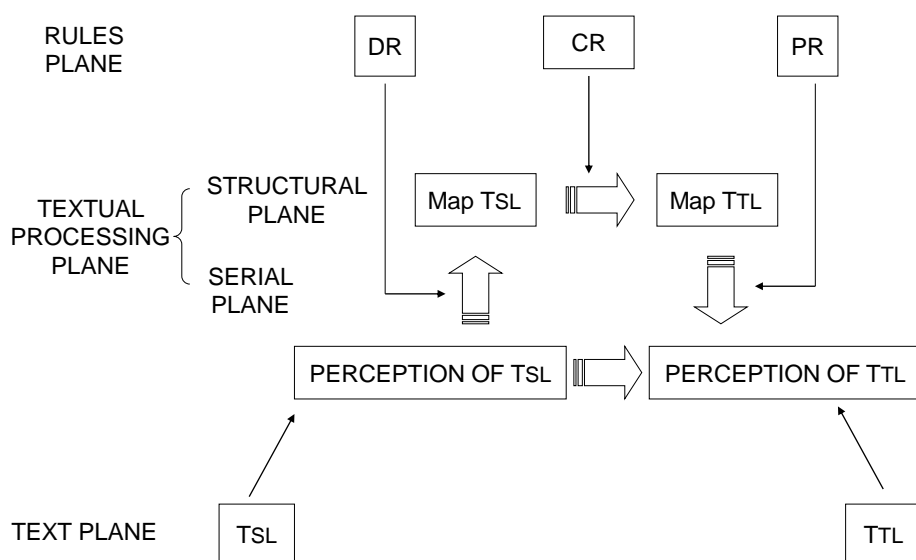 RULES
PLANE
DR
CR
PR
STRUCTURAL
PLANE
Map TSL
Map TTL
TEXTUAL
PROCESSING
PLANE
SERIAL
PLANE
PERCEPTION OF TSL
PERCEPTION OF TTL
TEXT PLANE
TSL
TTL